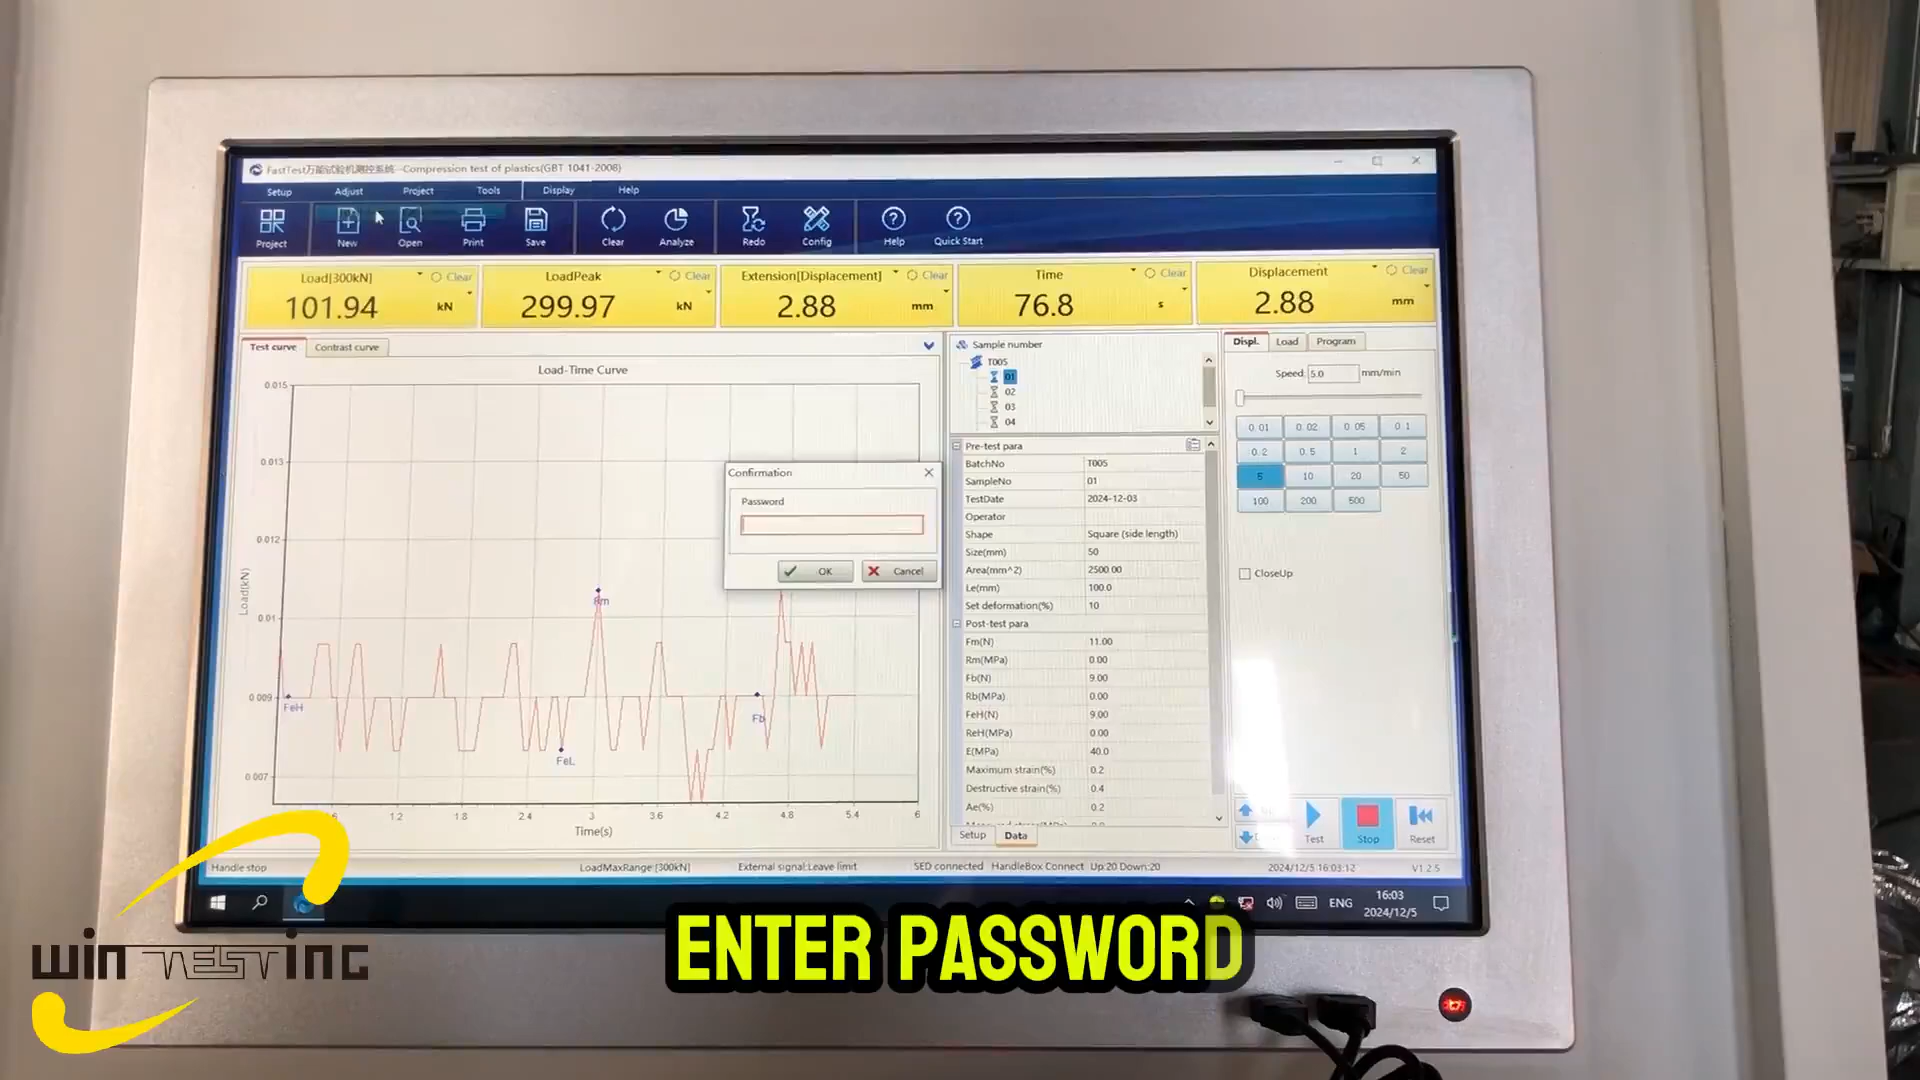 FastTest万能试验机测控系统--Compression test of plastics(GBT 1041-2008)
Setup Adjust Project Tools Display Help
Project New Open Print Save Clear Analyze Redo Config Help Quick Start
Load[300kN] Clear
101.94 kN
LoadPeak Clear
299.97 kN
Extension[Displacement] Clear
2.88 mm
Time Clear
76.8 s
Displacement Clear
2.88 mm
Test curve Contrast curve
Load-Time Curve
0.015
0.013
0.012
0.01
0.009
0.007
Load(kN)
FeH
Fm
FeL
Fb
1.2 1.8 2.4 3 3.6 4.2 4.8 5.4 6
Time(s)
Confirmation
Password
OK Cancel
Sample number
T005
01
02
03
04
Pre-test para
BatchNo T005
SampleNo 01
TestDate 2024-12-03
Operator
Shape Square (side length)
Size(mm) 50
Area(mm^2) 2500.00
Le(mm) 100.0
Set deformation(%) 10
Post-test para
Fm(N) 11.00
Rm(MPa) 0.00
Fb(N) 9.00
Rb(MPa) 0.00
FeH(N) 9.00
ReH(MPa) 0.00
E(MPa) 40.0
Maximum strain(%) 0.2
Destructive strain(%) 0.4
Ae(%) 0.2
Setup Data
Displ. Load Program
Speed: 5.0 mm/min
0.01 0.02 0.05 0.1
0.2 0.5 1 2
5 10 20 50
100 200 500
CloseUp
Test Stop Reset
Handle stop LoadMaxRange:[300kN] External signal:Leave limit SED connected HandleBox Connect Up:20 Down:20 2024/12/5 16:03:12 V1.2.5
ENG 16:03
2024/12/5
ENTER PASSWORD
winTESTing